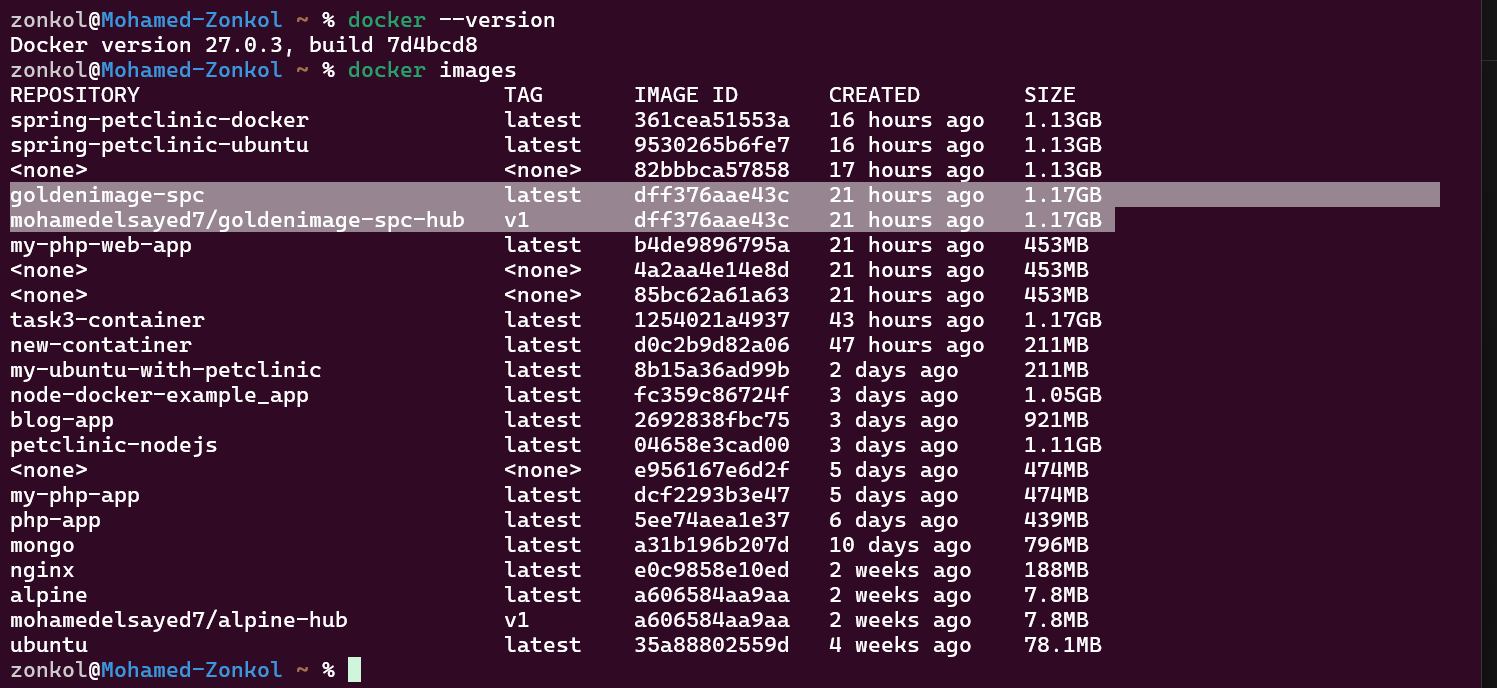 zonkol@Mohamed-Zonkol ~ % docker --version
Docker version 27.0.3, build 7d4bcd8
zonkol@Mohamed-Zonkol ~ % docker images
REPOSITORY                            TAG       IMAGE ID       CREATED        SIZE
spring-petclinic-docker               latest    361cea51553a   16 hours ago   1.13GB
spring-petclinic-ubuntu               latest    9530265b6fe7   16 hours ago   1.13GB
<none>                                <none>    82bbbca57858   17 hours ago   1.13GB
goldenimage-spc                       latest    dff376aae43c   21 hours ago   1.17GB
mohamedelsayed7/goldenimage-spc-hub   v1        dff376aae43c   21 hours ago   1.17GB
my-php-web-app                        latest    b4de9896795a   21 hours ago   453MB
<none>                                <none>    4a2aa4e14e8d   21 hours ago   453MB
<none>                                <none>    85bc62a61a63   21 hours ago   453MB
task3-container                       latest    1254021a4937   43 hours ago   1.17GB
new-contatiner                        latest    d0c2b9d82a06   47 hours ago   211MB
my-ubuntu-with-petclinic              latest    8b15a36ad99b   2 days ago     211MB
node-docker-example_app               latest    fc359c86724f   3 days ago     1.05GB
blog-app                              latest    2692838fbc75   3 days ago     921MB
petclinic-nodejs                      latest    04658e3cad00   3 days ago     1.11GB
<none>                                <none>    e956167e6d2f   5 days ago     474MB
my-php-app                            latest    dcf2293b3e47   5 days ago     474MB
php-app                               latest    5ee74aea1e37   6 days ago     439MB
mongo                                 latest    a31b196b207d   10 days ago    796MB
nginx                                 latest    e0c9858e10ed   2 weeks ago    188MB
alpine                                latest    a606584aa9aa   2 weeks ago    7.8MB
mohamedelsayed7/alpine-hub            v1        a606584aa9aa   2 weeks ago    7.8MB
ubuntu                                latest    35a88802559d   4 weeks ago    78.1MB
zonkol@Mohamed-Zonkol ~ %